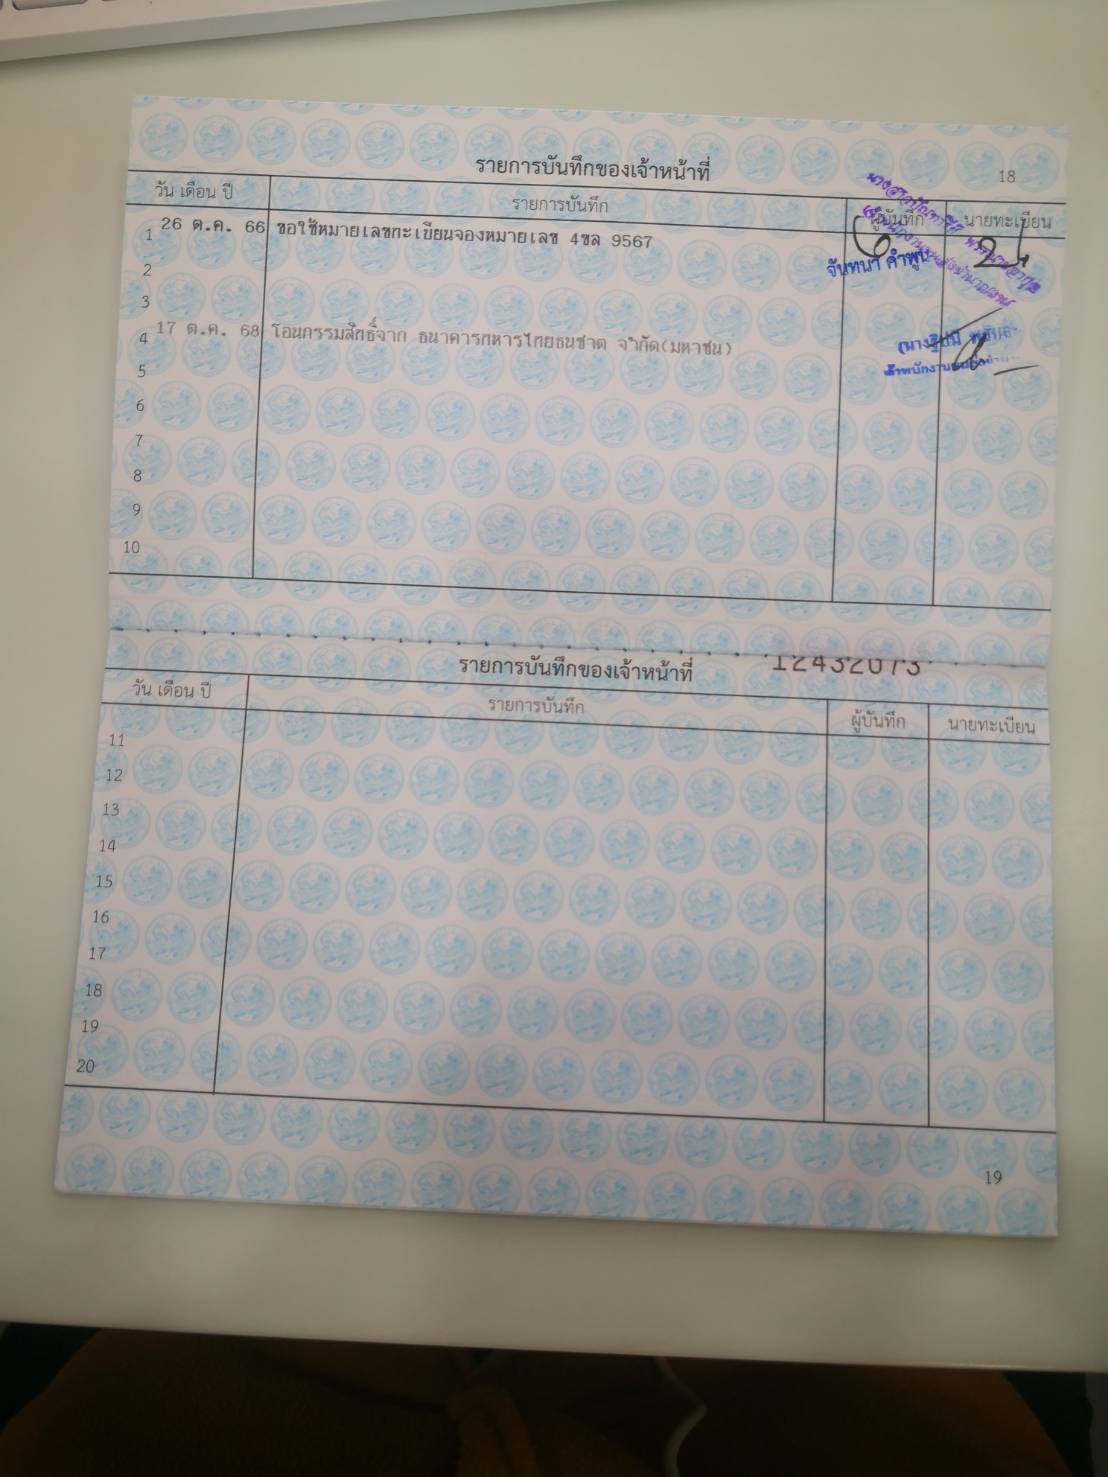 รายการบันทึกของเจ้าหน้าที่
18
วัน เดือน ปี รายการบันทึก ผู้บันทึก นายทะเบียน
1 26 ต.ค. 66 ขอใช้หมายเลขทะเบียนจองหมายเลข 4ขล 9567
จันทนา คำพูน
2
3
4 17 ต.ค. 68 โอนกรรมสิทธิ์จาก ธนาคารทหารไทยธนชาต จำกัด(มหาชน)
5
6
7
8
9
10
รายการบันทึกของเจ้าหน้าที่ 12432073
วัน เดือน ปี รายการบันทึก ผู้บันทึก นายทะเบียน
11
12
13
14
15
16
17
18
19
20
19